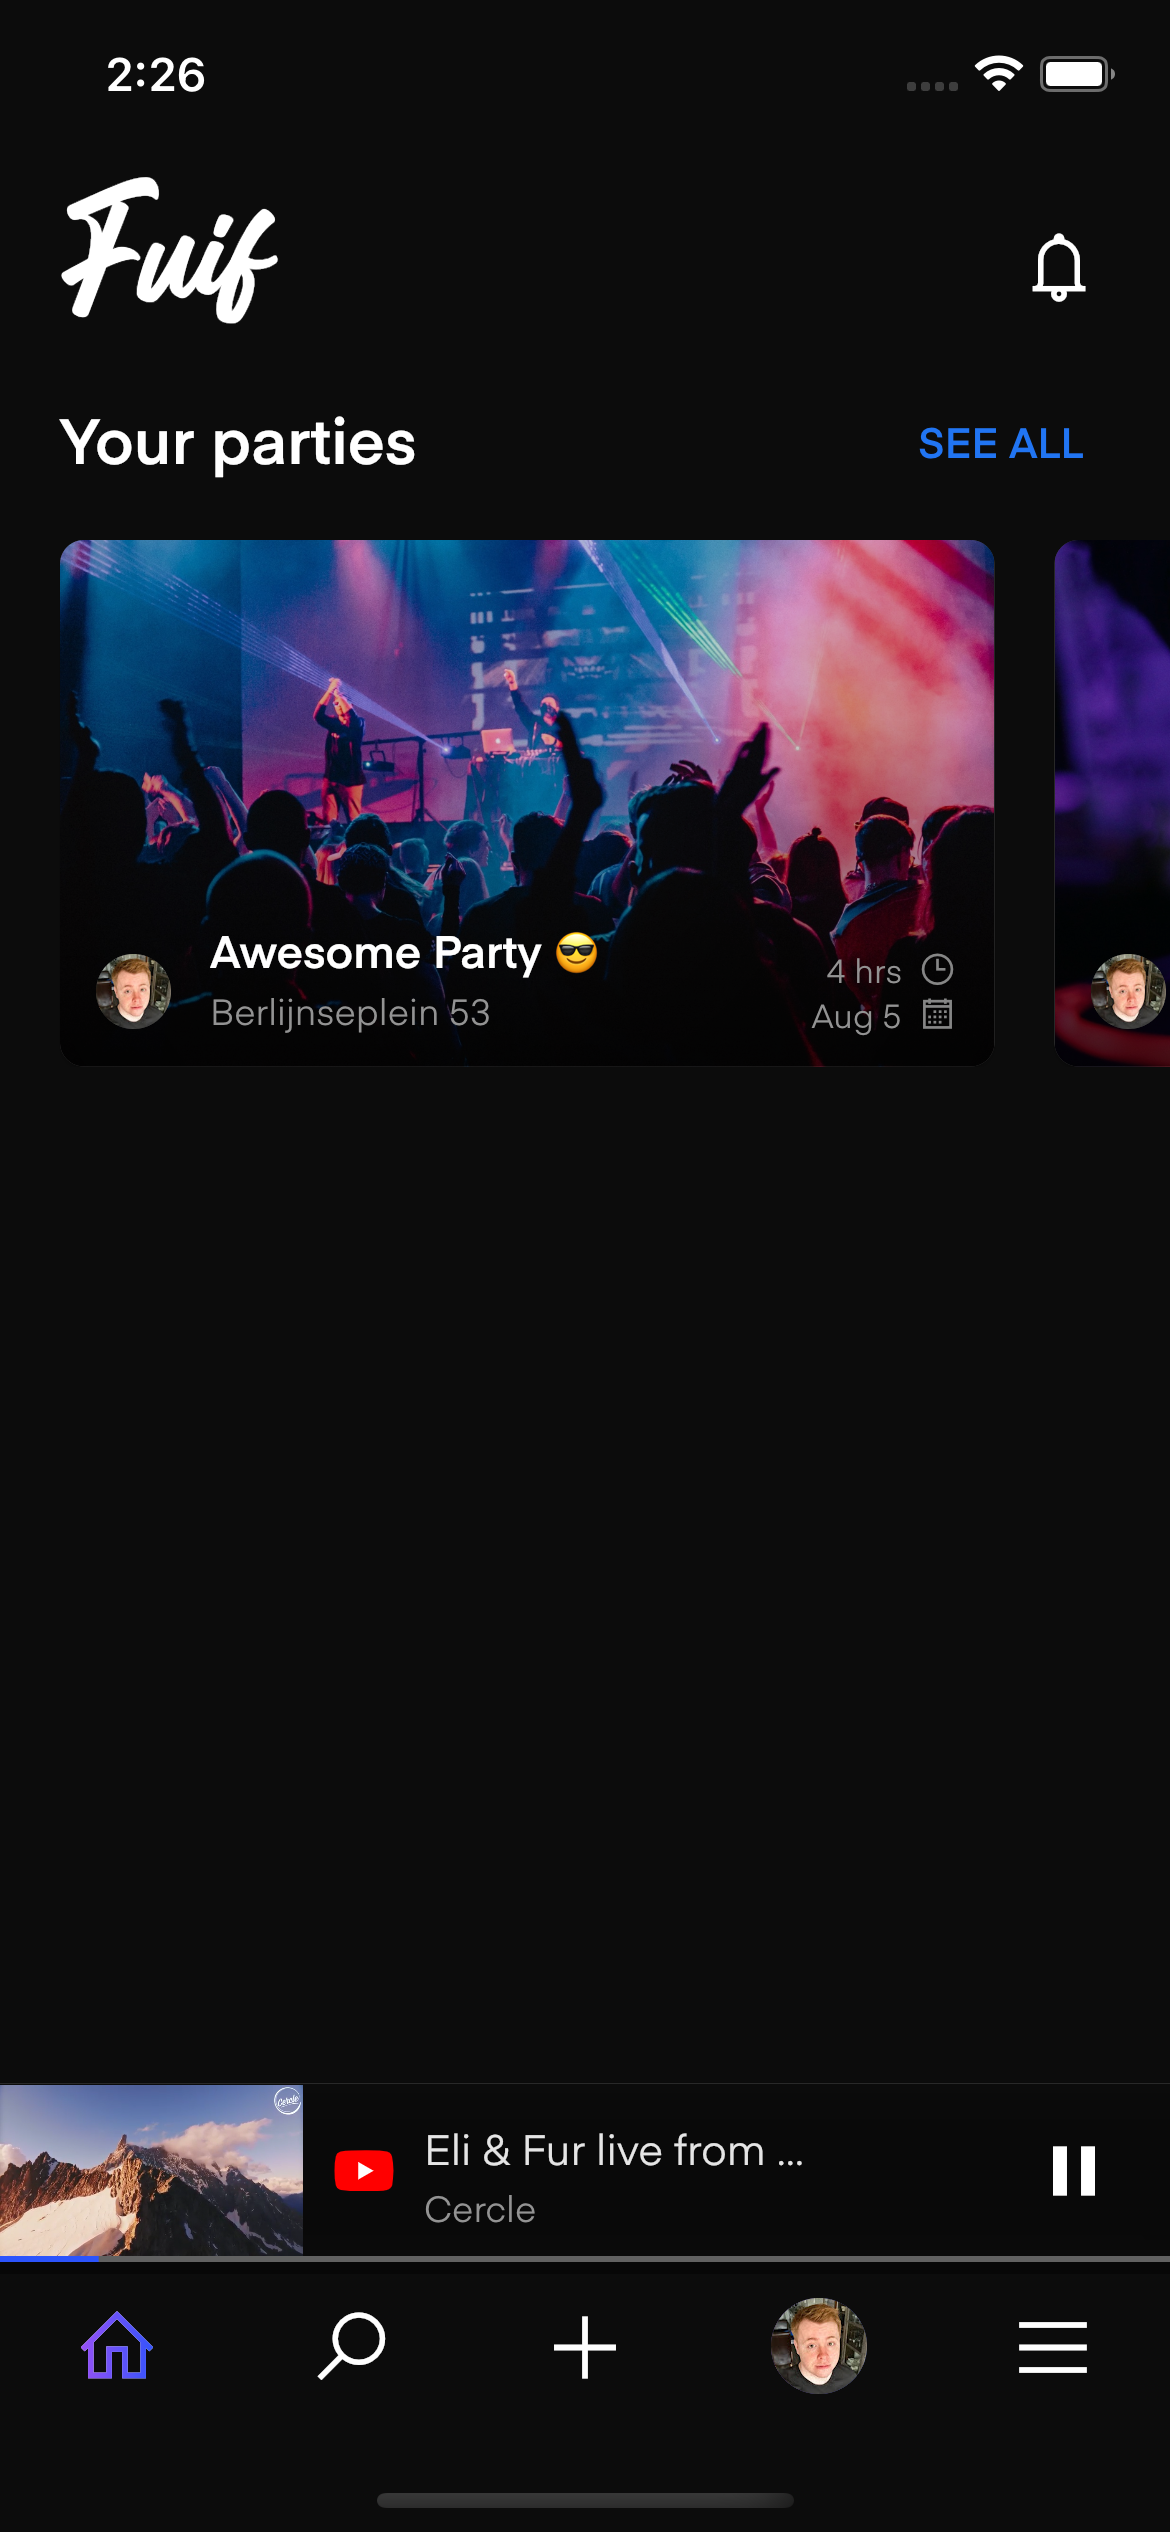 2:26
Fuif
Your parties
SEE ALL
Awesome Party 😎
Berlijnseplein 53
4 hrs
Aug 5
Cercle
Eli & Fur live from ...
Cercle